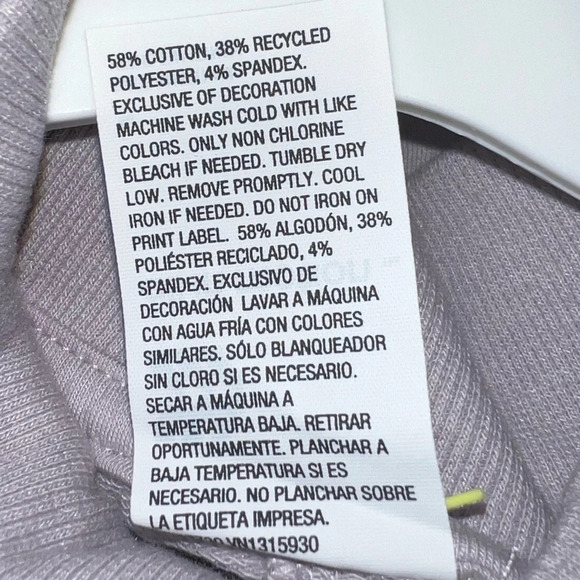 58% COTTON, 38% RECYCLED
POLYESTER, 4% SPANDEX.
EXCLUSIVE OF DECORATION
MACHINE WASH COLD WITH LIKE
COLORS. ONLY NON CHLORINE
BLEACH IF NEEDED. TUMBLE DRY
LOW. REMOVE PROMPTLY. COOL
IRON IF NEEDED. DO NOT IRON ON
PRINT LABEL. 58% ALGODÓN, 38%
POLIÉSTER RECICLADO, 4%
SPANDEX. EXCLUSIVO DE
DECORACIÓN LAVAR A MÁQUINA
CON AGUA FRÍA CON COLORES
SIMILARES. SÓLO BLANQUEADOR
SIN CLORO SI ES NECESARIO.
SECAR A MÁQUINA A
TEMPERATURA BAJA. RETIRAR
OPORTUNAMENTE. PLANCHAR A
BAJA TEMPERATURA SI ES
NECESARIO. NO PLANCHAR SOBRE
LA ETIQUETA IMPRESA.
VN1315930